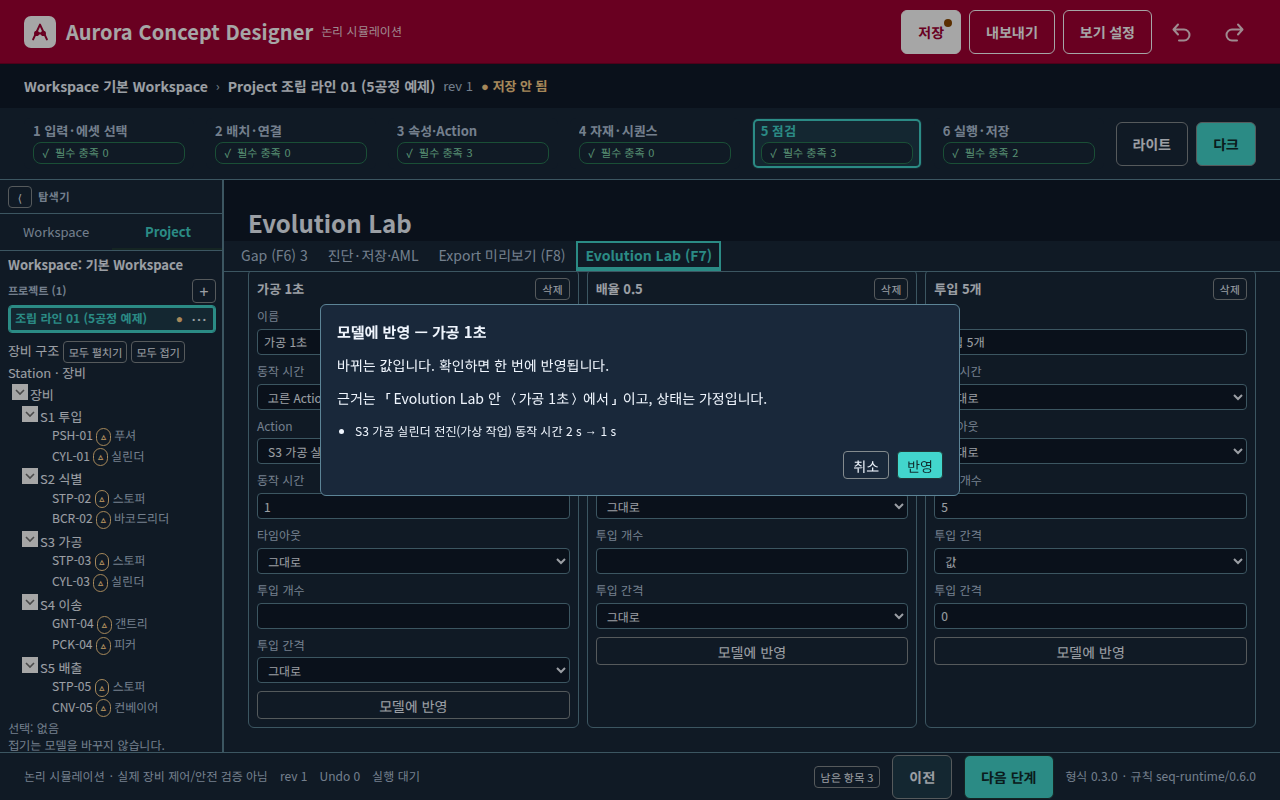 Aurora Concept Designer 논리 시뮬레이션
저장 내보내기 보기 설정
Workspace 기본 Workspace › Project 조립 라인 01 (5공정 예제) rev 1 ● 저장 안 됨
1 입력·에셋 선택
✓ 필수 충족 0
2 배치·연결
✓ 필수 충족 0
3 속성·Action
✓ 필수 충족 3
4 자재·시퀀스
✓ 필수 충족 0
5 점검
✓ 필수 충족 3
6 실행·저장
✓ 필수 충족 2
라이트 다크
탐색기
Workspace Project
Workspace: 기본 Workspace
프로젝트 (1) +
조립 라인 01 (5공정 예제) ● ···
장비 구조 모두 펼치기 모두 접기
Station · 장비
장비
S1 투입
PSH-01 푸셔
CYL-01 실린더
S2 식별
STP-02 스토퍼
BCR-02 바코드리더
S3 가공
STP-03 스토퍼
CYL-03 실린더
S4 이송
GNT-04 갠트리
PCK-04 피커
S5 배출
STP-05 스토퍼
CNV-05 컨베이어
선택: 없음
접기는 모델을 바꾸지 않습니다.
Evolution Lab
Gap (F6) 3 진단·저장·AML Export 미리보기 (F8) Evolution Lab (F7)
가공 1초 삭제
이름
가공 1초
동작 시간
고른 Actio
Action
S3 가공 실
동작 시간
1
타임아웃
그대로
투입 개수
투입 간격
그대로
모델에 반영
배율 0.5 삭제
그대로
투입 개수
투입 간격
그대로
모델에 반영
투입 5개 삭제
5개
시간
대로
아웃
대로
개수
5
투입 간격
값
투입 간격
0
모델에 반영
모델에 반영 — 가공 1초
바뀌는 값입니다. 확인하면 한 번에 반영됩니다.
근거는 「Evolution Lab 안 〈가공 1초〉에서」이고, 상태는 가정입니다.
• S3 가공 실린더 전진(가상 작업) 동작 시간 2 s → 1 s
취소 반영
논리 시뮬레이션 · 실제 장비 제어/안전 검증 아님 rev 1 Undo 0 실행 대기
남은 항목 3 이전 다음 단계 형식 0.3.0 · 규칙 seq-runtime/0.6.0